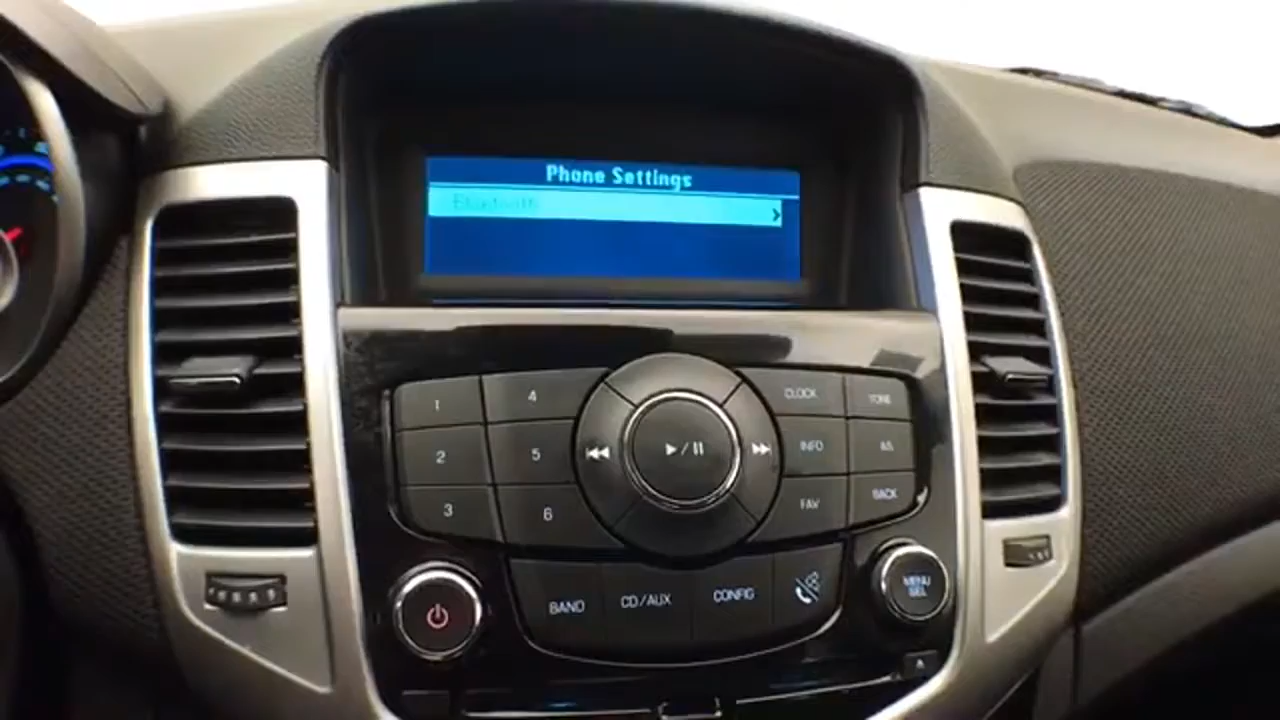 Phone Settings
Bluetooth
1
4
CLOCK
TONE
2
5
INFO
AS
3
6
FAV
BACK
BAND
CD/AUX
CONFIG
MENU
SEL